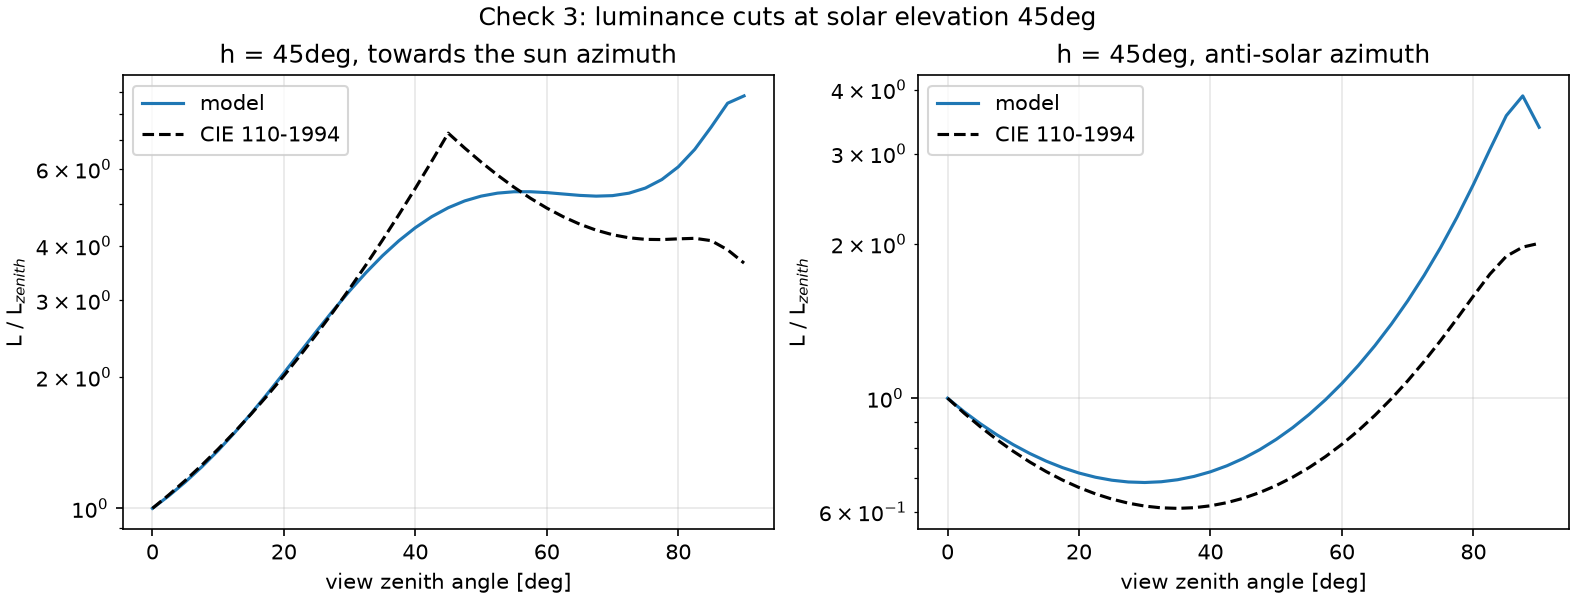 Check 3: luminance cuts at solar elevation 45deg
h = 45deg, towards the sun azimuth
model
CIE 110-1994
6 × 10⁰
4 × 10⁰
3 × 10⁰
2 × 10⁰
10⁰
L / L_zenith
0 20 40 60 80
view zenith angle [deg]
h = 45deg, anti-solar azimuth
model
CIE 110-1994
4 × 10⁰
3 × 10⁰
2 × 10⁰
10⁰
6 × 10⁻¹
L / L_zenith
0 20 40 60 80
view zenith angle [deg]